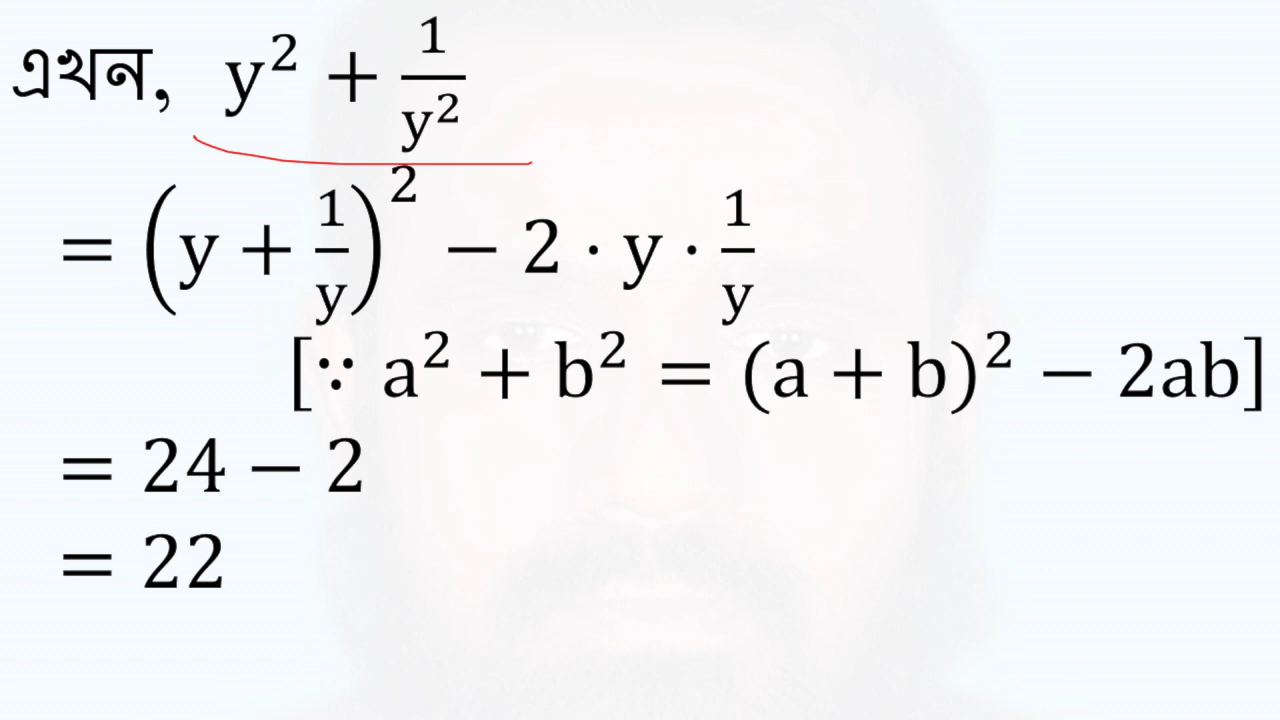 এখন, y² + 1/y²
= (y + 1/y)² − 2 · y · 1/y
[∵ a² + b² = (a + b)² − 2ab]
= 24 − 2
= 22